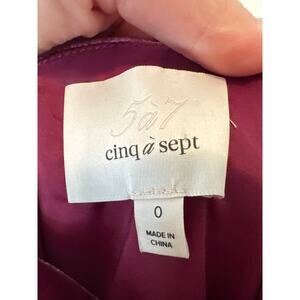 5à7
cinq à sept
0
MADE IN
CHINA